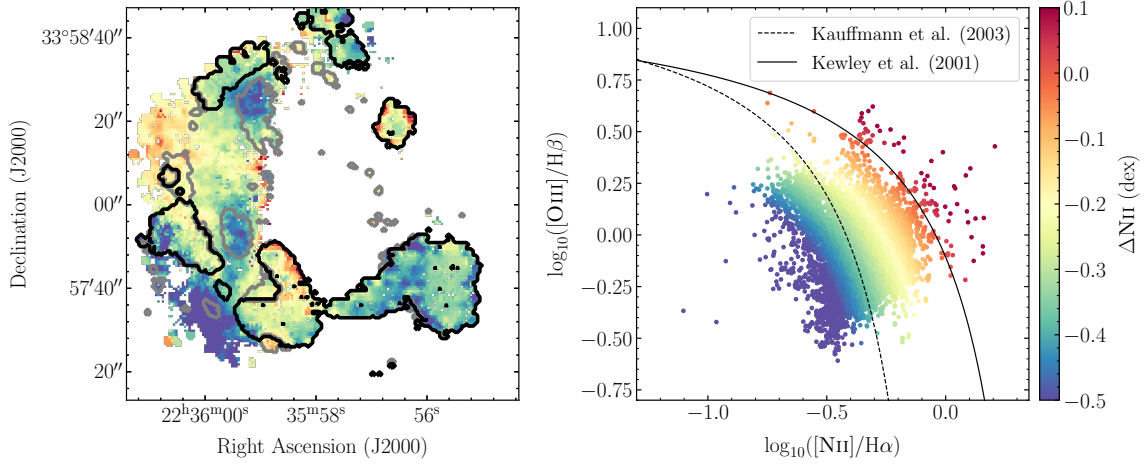 33°58′40″
20″
00″
57′40″
20″
22ʰ36ᵐ00ˢ
35ᵐ58ˢ
56ˢ
Declination (J2000)
Right Ascension (J2000)
Kauffmann et al. (2003)
Kewley et al. (2001)
1.00
0.75
0.50
0.25
0.00
−0.25
−0.50
−0.75
−1.0
−0.5
0.0
log₁₀([OIII]/Hβ)
log₁₀([NII]/Hα)
0.1
0.0
−0.1
−0.2
−0.3
−0.4
−0.5
ΔNII (dex)